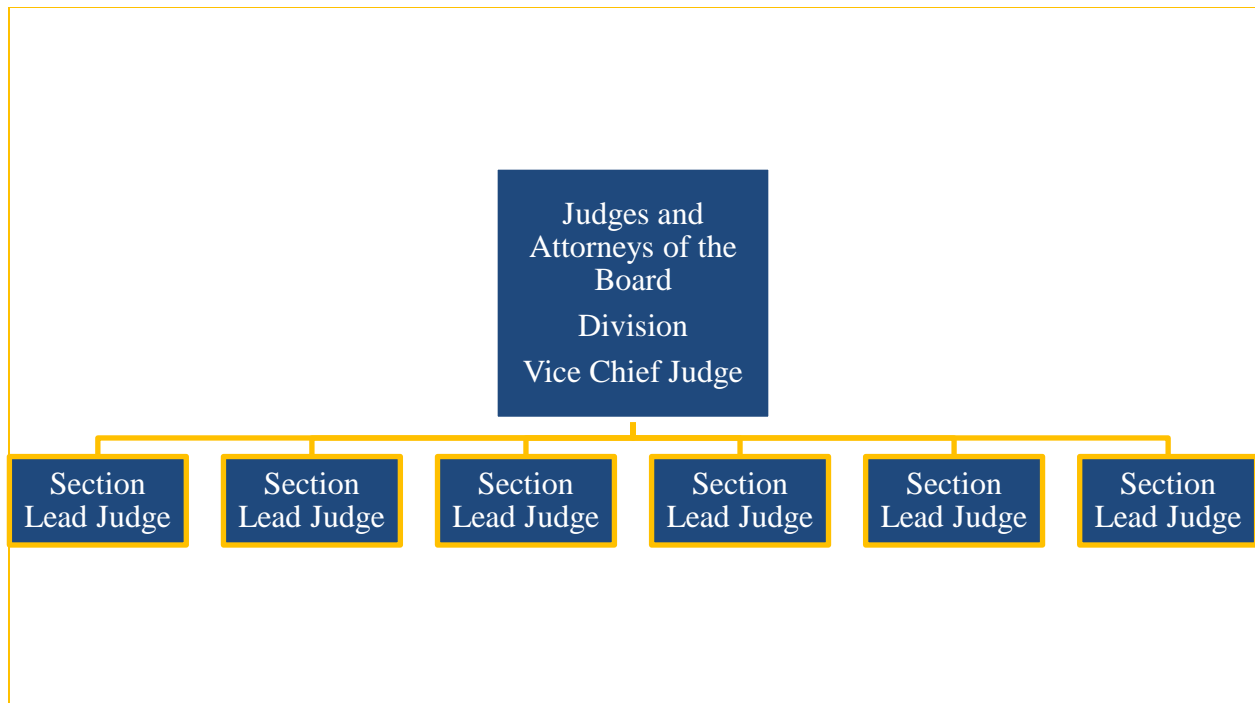 Judges and
Attorneys of the
Board
Division
Vice Chief Judge
Section
Lead Judge
Section
Lead Judge
Section
Lead Judge
Section
Lead Judge
Section
Lead Judge
Section
Lead Judge